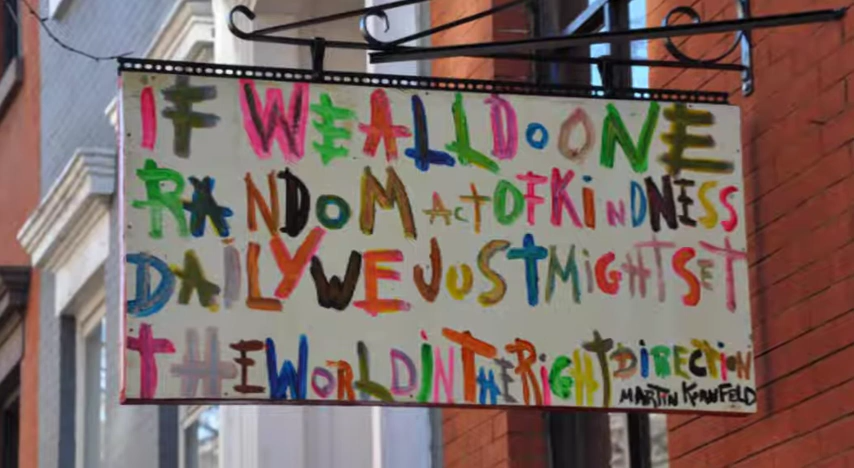 IF WE ALL DO ONE
RANDOM ACT OF KiNDNESS
DAiLY WE JUST MiGHT SET
THE WORLD IN THE RiGHT DiRECTiON
MARTIN KORNFELD